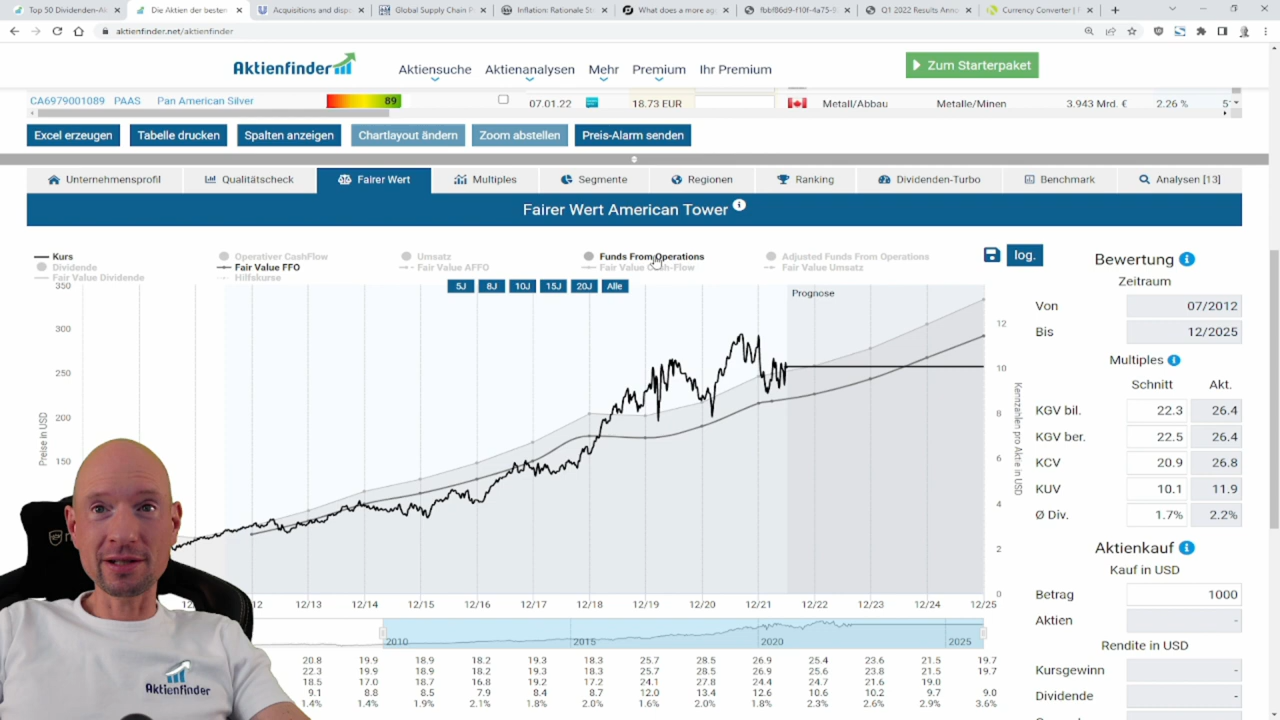 Top 50 Dividenden-Ak
Die Aktien der besten
Acquisitions and dispo
Global Supply Chain P
Inflation: Rationale St
What does a more ag
fbbf86d9-f10f-4a75-9
Q1 2022 Results Anno
Currency Converter | F
aktienfinder.net/aktienfinder
Aktienfinder
Aktiensuche
Aktienanalysen
Mehr
Premium
Ihr Premium
Zum Starterpaket
CA6979001089 PAAS Pan American Silver 89 07.01.22 18.73 EUR Metall/Abbau Metalle/Minen 3.943 Mrd. € 2.26 %
Excel erzeugen
Tabelle drucken
Spalten anzeigen
Chartlayout ändern
Zoom abstellen
Preis-Alarm senden
Unternehmensprofil
Qualitätscheck
Fairer Wert
Multiples
Segmente
Regionen
Ranking
Dividenden-Turbo
Benchmark
Analysen [13]
Fairer Wert American Tower
Kurs
Operativer CashFlow
Umsatz
Funds From Operations
Adjusted Funds From Operations
Dividende
Fair Value FFO
Fair Value AFFO
Fair Value Cash-Flow
Fair Value Umsatz
Fair Value Dividende
Hilfskurse
log.
5J 8J 10J 15J 20J Alle
Prognose
350
300
250
200
150
Preise in USD
12
10
8
6
4
2
0
Kennzahlen pro Aktie in USD
12 12/13 12/14 12/15 12/16 12/17 12/18 12/19 12/20 12/21 12/22 12/23 12/24 12/25
2010 2015 2020 2025
20.8 19.9 18.9 18.2 19.3 18.3 25.7 28.5 26.9 25.4 23.6 21.5 19.7
22.3 19.9 18.9 18.2 19.3 18.3 25.7 28.5 26.9 25.6 23.8 21.5 19.7
18.5 17.0 18.7 16.8 19.2 17.2 24.1 27.8 24.4 24.7 21.6 19.0
9.1 8.8 8.5 7.9 8.4 8.7 12.0 13.4 12.6 10.6 10.2 9.7 9.0
1.4% 1.4% 1.9% 2.1% 1.8% 2.0% 1.6% 2.0% 1.8% 2.3% 2.6% 2.9% 3.6%
Bewertung
Zeitraum
Von 07/2012
Bis 12/2025
Multiples
Schnitt Akt.
KGV bil. 22.3 26.4
KGV ber. 22.5 26.4
KCV 20.9 26.8
KUV 10.1 11.9
Ø Div. 1.7% 2.2%
Aktienkauf
Kauf in USD
Betrag 1000
Aktien -
Rendite in USD
Kursgewinn -
Dividende -
Aktienfinder